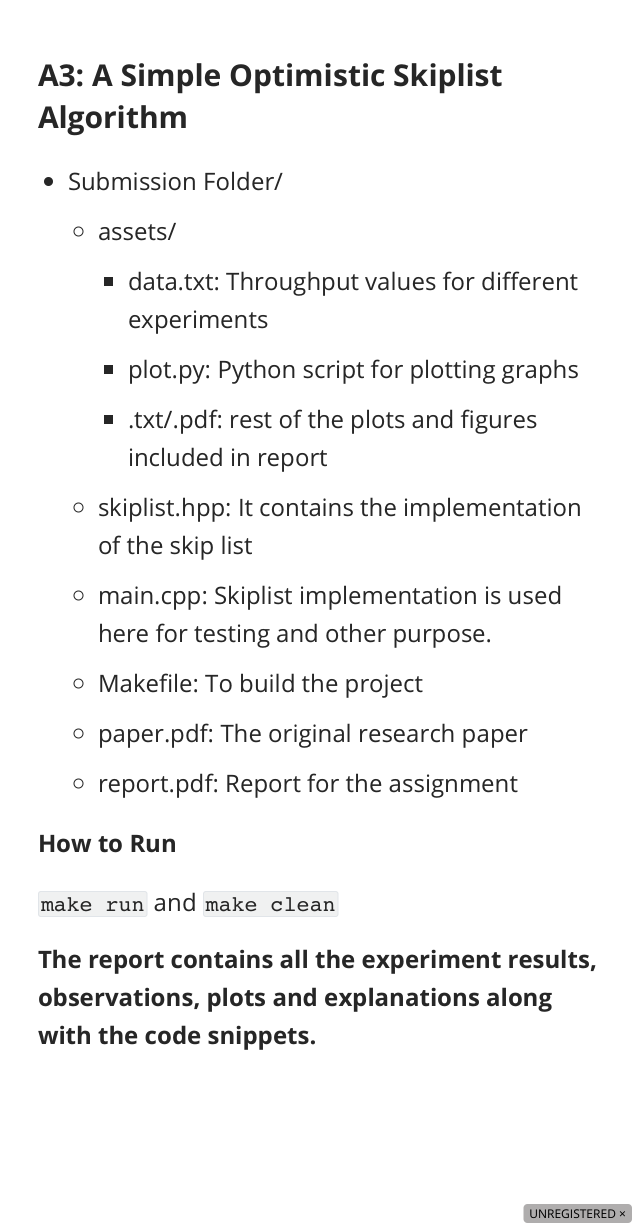 A3: A Simple Optimistic Skiplist
Algorithm
Submission Folder/
assets/
data.txt: Throughput values for different
experiments
plot.py: Python script for plotting graphs
.txt/.pdf: rest of the plots and figures
included in report
skiplist.hpp: It contains the implementation
of the skip list
main.cpp: Skiplist implementation is used
here for testing and other purpose.
Makefile: To build the project
paper.pdf: The original research paper
report.pdf: Report for the assignment
How to Run
make run and make clean
The report contains all the experiment results,
observations, plots and explanations along
with the code snippets.
UNREGISTERED ×